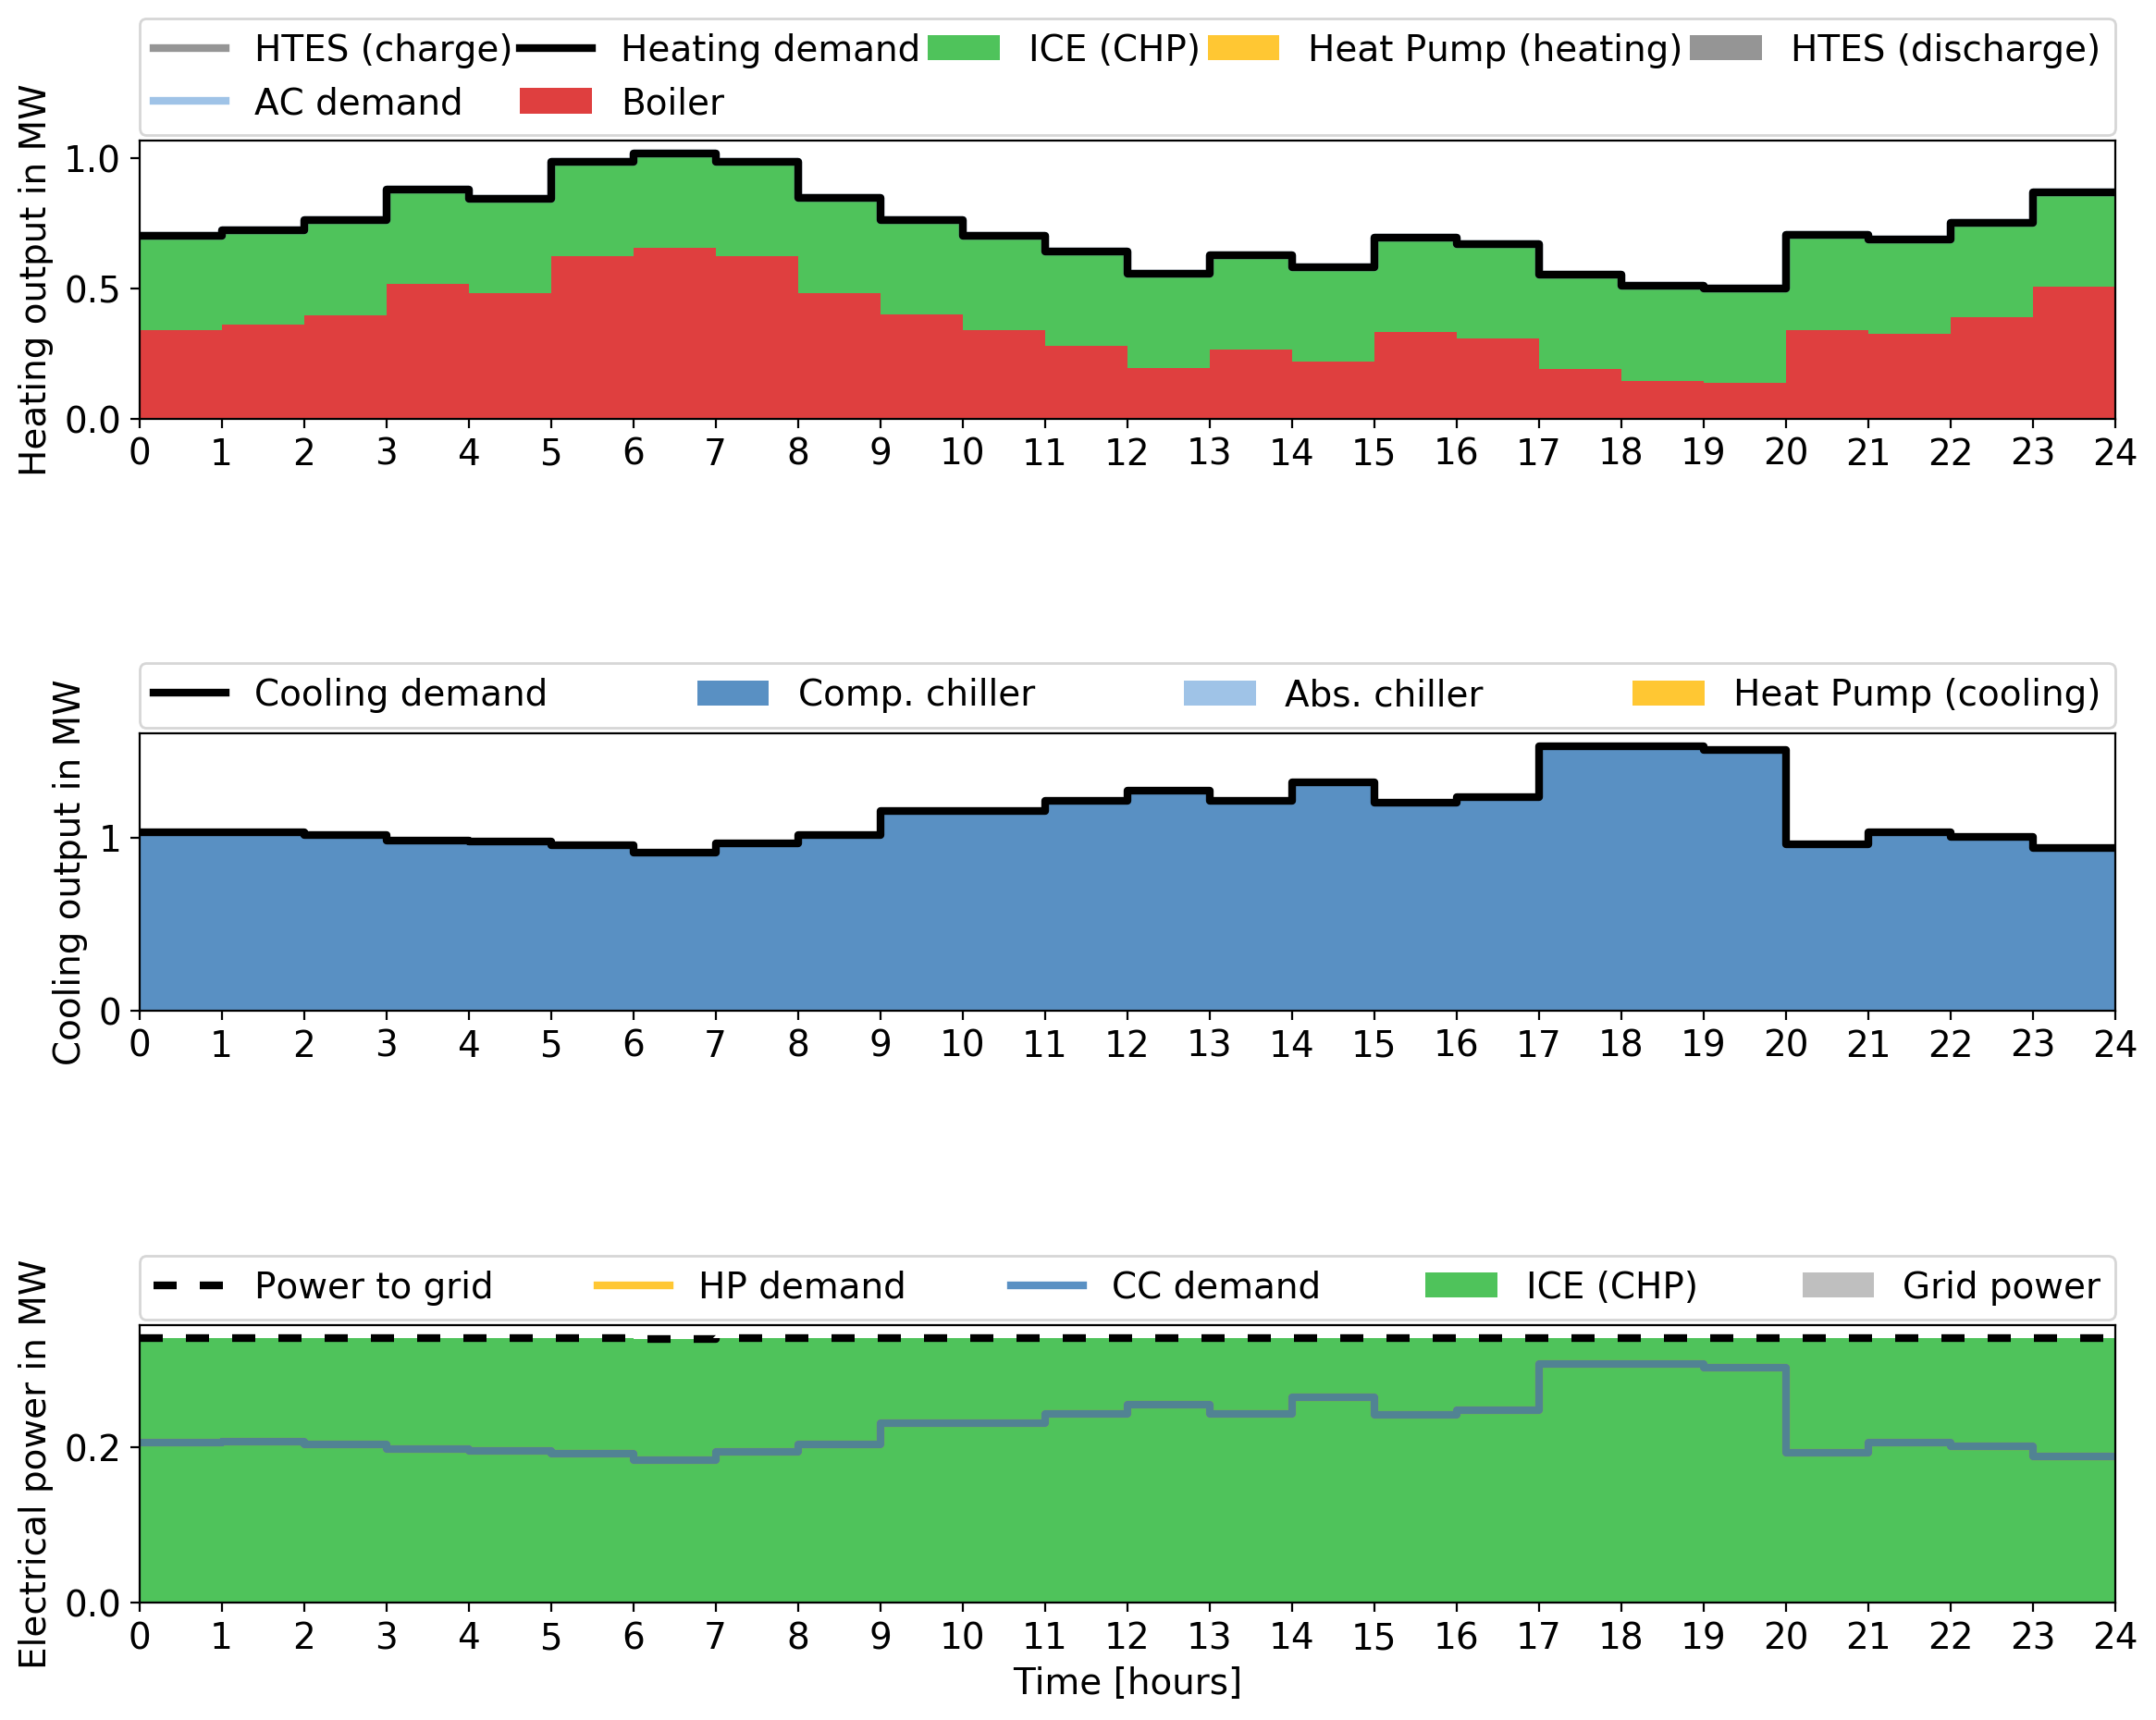 HTES (charge) Heating demand ICE (CHP) Heat Pump (heating) HTES (discharge)
AC demand Boiler
Heating output in MW
1.0
0.5
0.0
0 1 2 3 4 5 6 7 8 9 10 11 12 13 14 15 16 17 18 19 20 21 22 23 24
Cooling demand Comp. chiller Abs. chiller Heat Pump (cooling)
Cooling output in MW
1
0
0 1 2 3 4 5 6 7 8 9 10 11 12 13 14 15 16 17 18 19 20 21 22 23 24
Power to grid HP demand CC demand ICE (CHP) Grid power
Electrical power in MW
0.2
0.0
0 1 2 3 4 5 6 7 8 9 10 11 12 13 14 15 16 17 18 19 20 21 22 23 24
Time [hours]